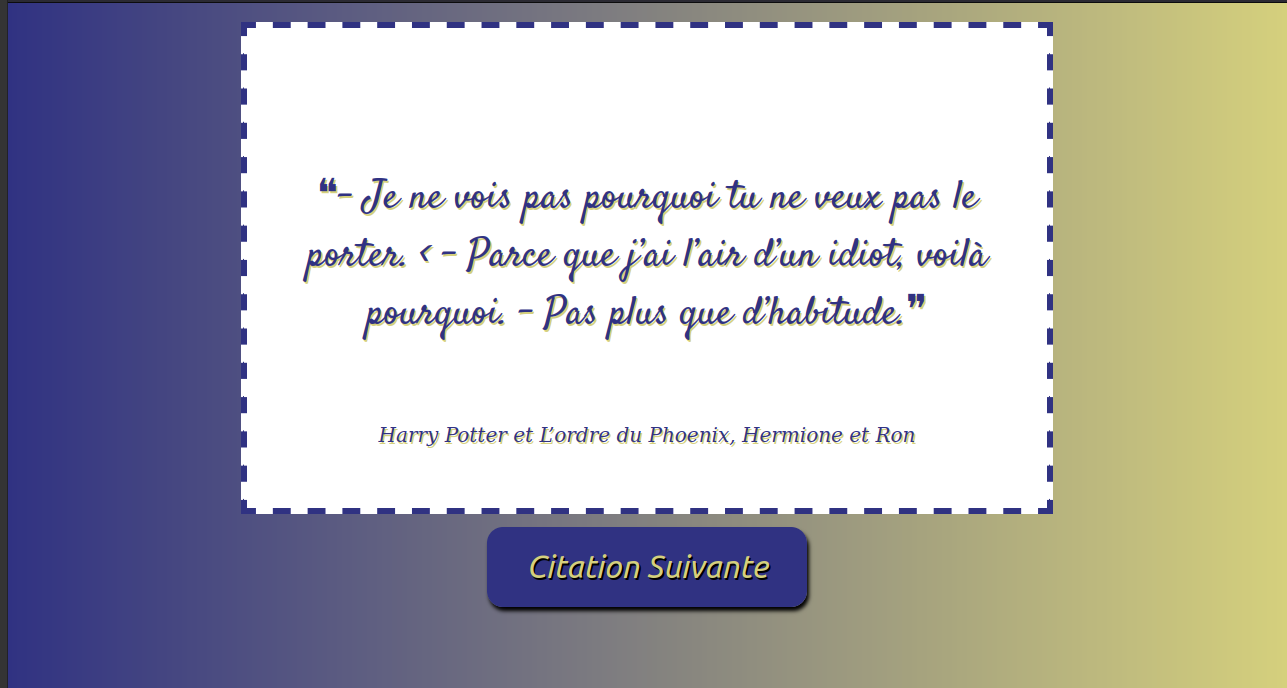 ❝- Je ne vois pas pourquoi tu ne veux pas le
porter. < - Parce que j’ai l’air d’un idiot, voilà
pourquoi. - Pas plus que d’habitude.❞
Harry Potter et L’ordre du Phoenix, Hermione et Ron
Citation Suivante